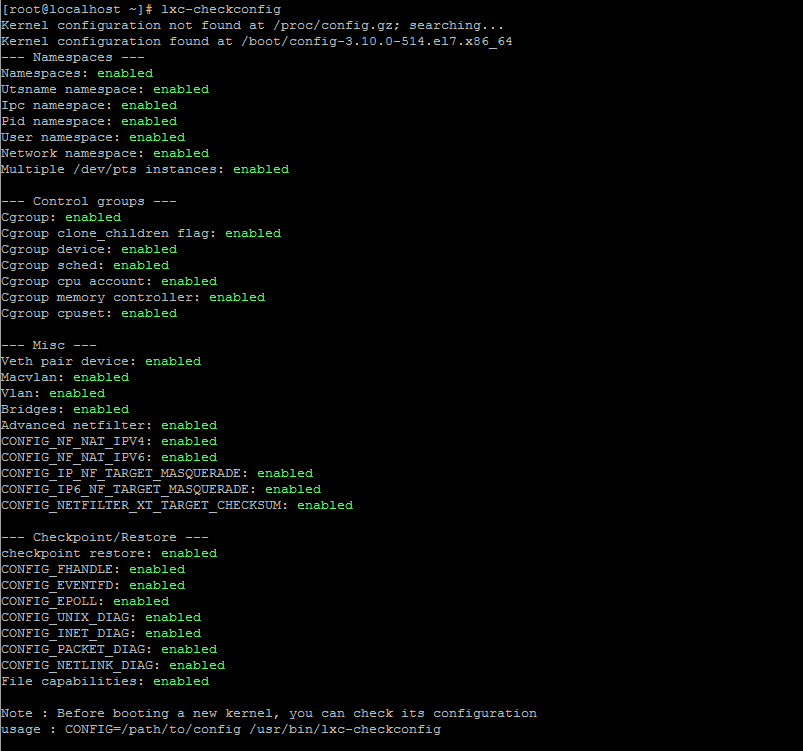 [root@localhost ~]# lxc-checkconfig
Kernel configuration not found at /proc/config.gz; searching...
Kernel configuration found at /boot/config-3.10.0-514.el7.x86_64
--- Namespaces ---
Namespaces: enabled
Utsname namespace: enabled
Ipc namespace: enabled
Pid namespace: enabled
User namespace: enabled
Network namespace: enabled
Multiple /dev/pts instances: enabled

--- Control groups ---
Cgroup: enabled
Cgroup clone_children flag: enabled
Cgroup device: enabled
Cgroup sched: enabled
Cgroup cpu account: enabled
Cgroup memory controller: enabled
Cgroup cpuset: enabled

--- Misc ---
Veth pair device: enabled
Macvlan: enabled
Vlan: enabled
Bridges: enabled
Advanced netfilter: enabled
CONFIG_NF_NAT_IPV4: enabled
CONFIG_NF_NAT_IPV6: enabled
CONFIG_IP_NF_TARGET_MASQUERADE: enabled
CONFIG_IP6_NF_TARGET_MASQUERADE: enabled
CONFIG_NETFILTER_XT_TARGET_CHECKSUM: enabled

--- Checkpoint/Restore ---
checkpoint restore: enabled
CONFIG_FHANDLE: enabled
CONFIG_EVENTFD: enabled
CONFIG_EPOLL: enabled
CONFIG_UNIX_DIAG: enabled
CONFIG_INET_DIAG: enabled
CONFIG_PACKET_DIAG: enabled
CONFIG_NETLINK_DIAG: enabled
File capabilities: enabled

Note : Before booting a new kernel, you can check its configuration
usage : CONFIG=/path/to/config /usr/bin/lxc-checkconfig